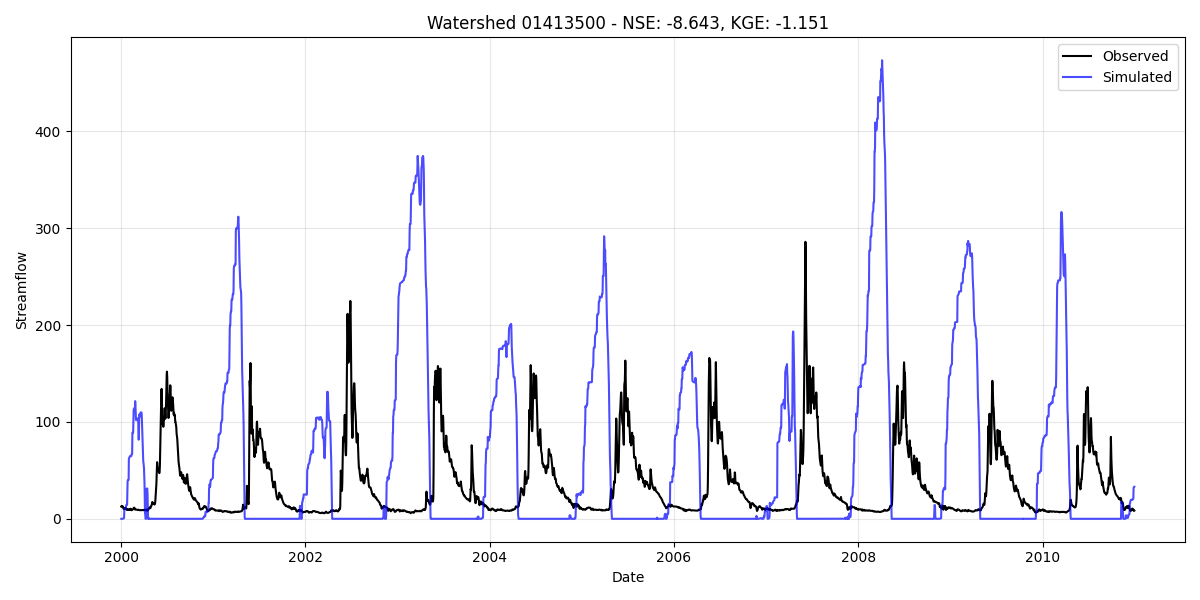 Watershed 01413500 - NSE: -8.643, KGE: -1.151
Observed
Simulated
Streamflow
400
300
200
100
0
2000
2002
2004
2006
2008
2010
Date